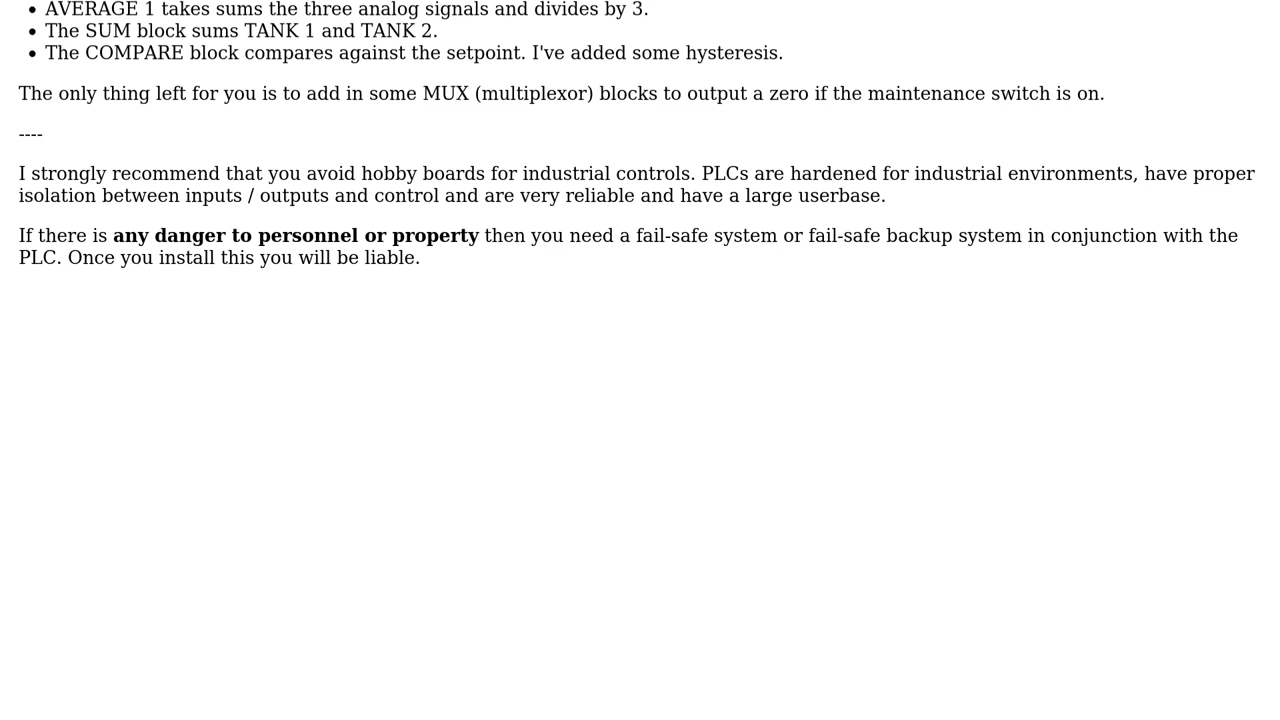 • AVERAGE 1 takes sums the three analog signals and divides by 3.
• The SUM block sums TANK 1 and TANK 2.
• The COMPARE block compares against the setpoint. I've added some hysteresis.
The only thing left for you is to add in some MUX (multiplexor) blocks to output a zero if the maintenance switch is on.
----
I strongly recommend that you avoid hobby boards for industrial controls. PLCs are hardened for industrial environments, have proper
isolation between inputs / outputs and control and are very reliable and have a large userbase.
If there is any danger to personnel or property then you need a fail-safe system or fail-safe backup system in conjunction with the
PLC. Once you install this you will be liable.